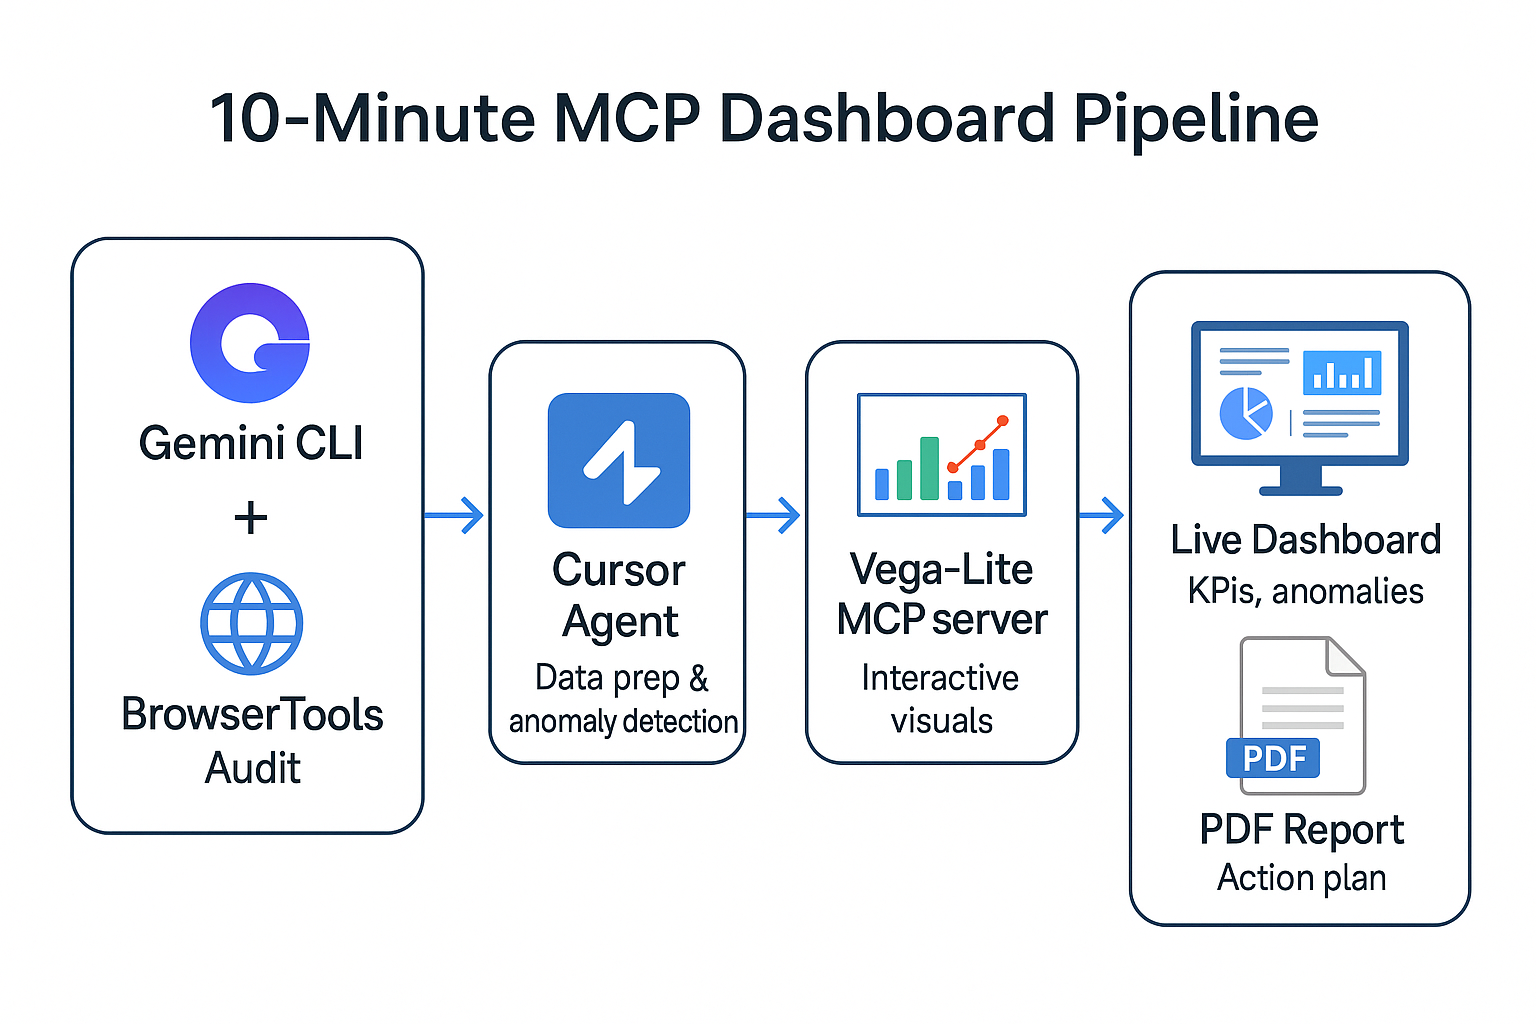 10-Minute MCP Dashboard Pipeline
Gemini CLI
+
BrowserTools
Audit
Cursor
Agent
Data prep &
anomaly detection
Vega-Lite
MCP server
Interactive
visuals
Live Dashboard
KPis, anomalies
PDF
PDF Report
Action plan